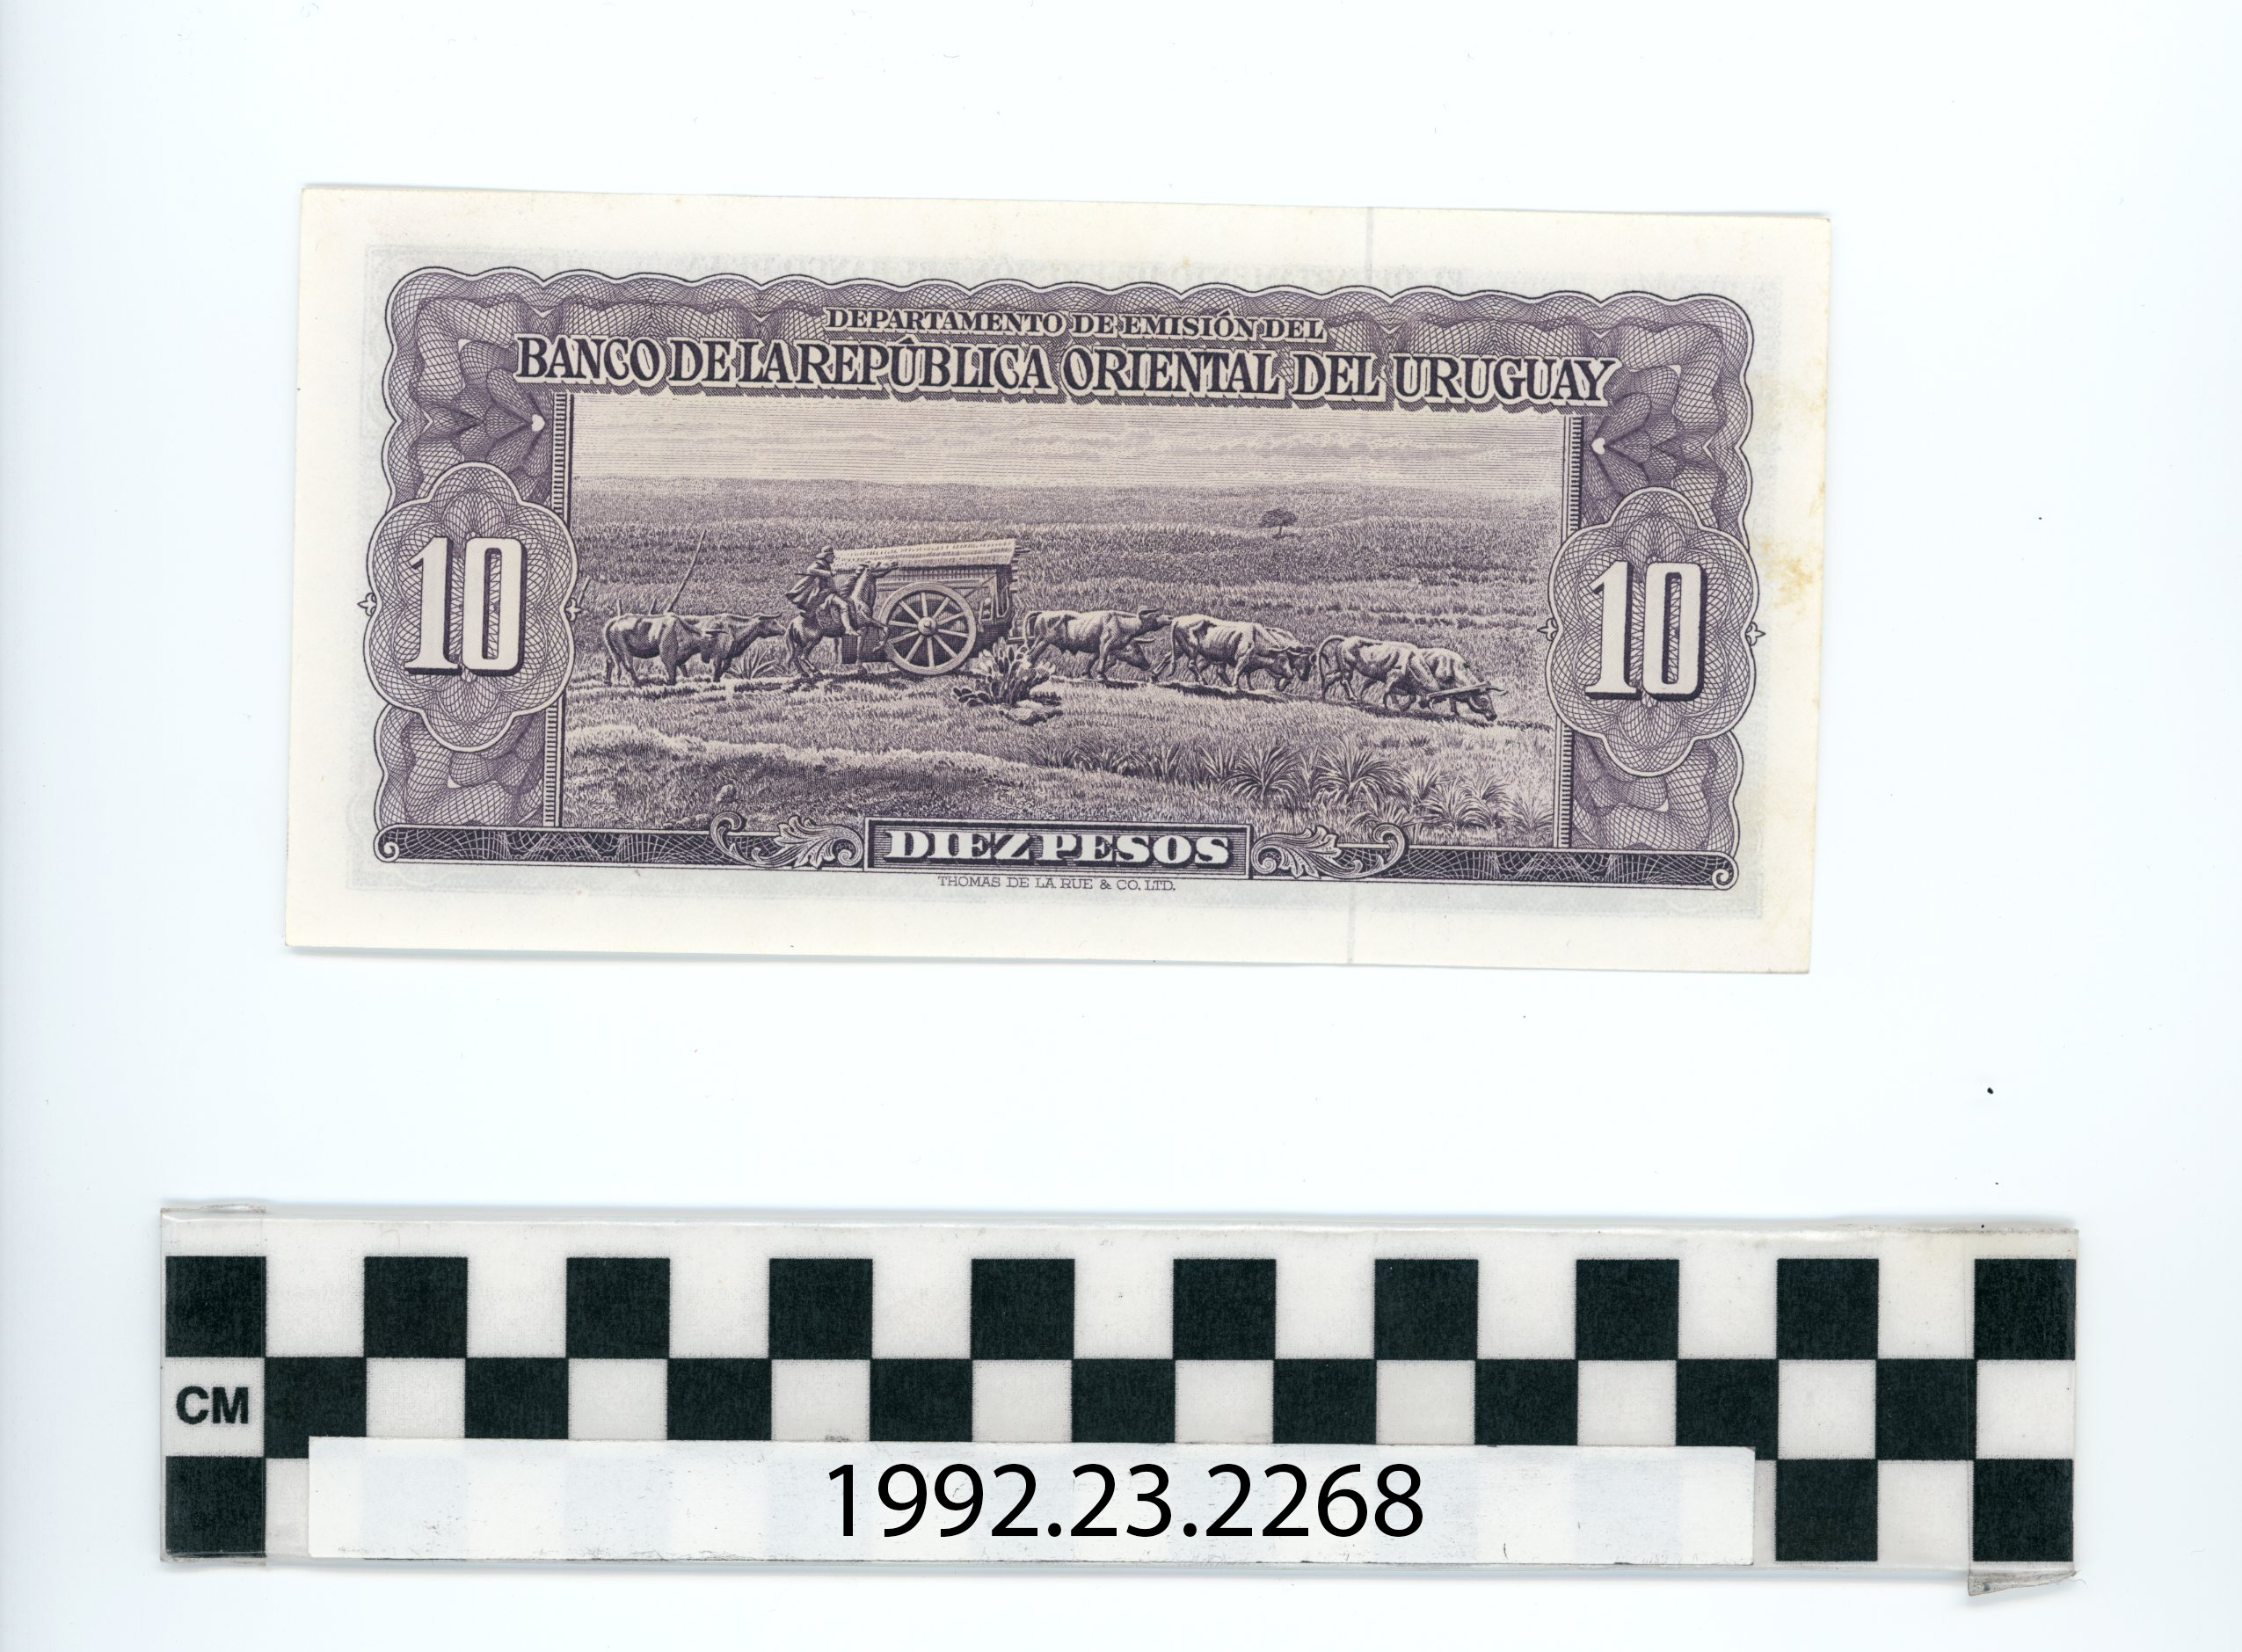 DEPARTAMENTO DE EMISIÓN DEL
BANCO DE LA REPÚBLICA ORIENTAL DEL URUGUAY
10
10
DIEZ PESOS
THOMAS DE LA RUE & CO. LTD.
CM
1992.23.2268